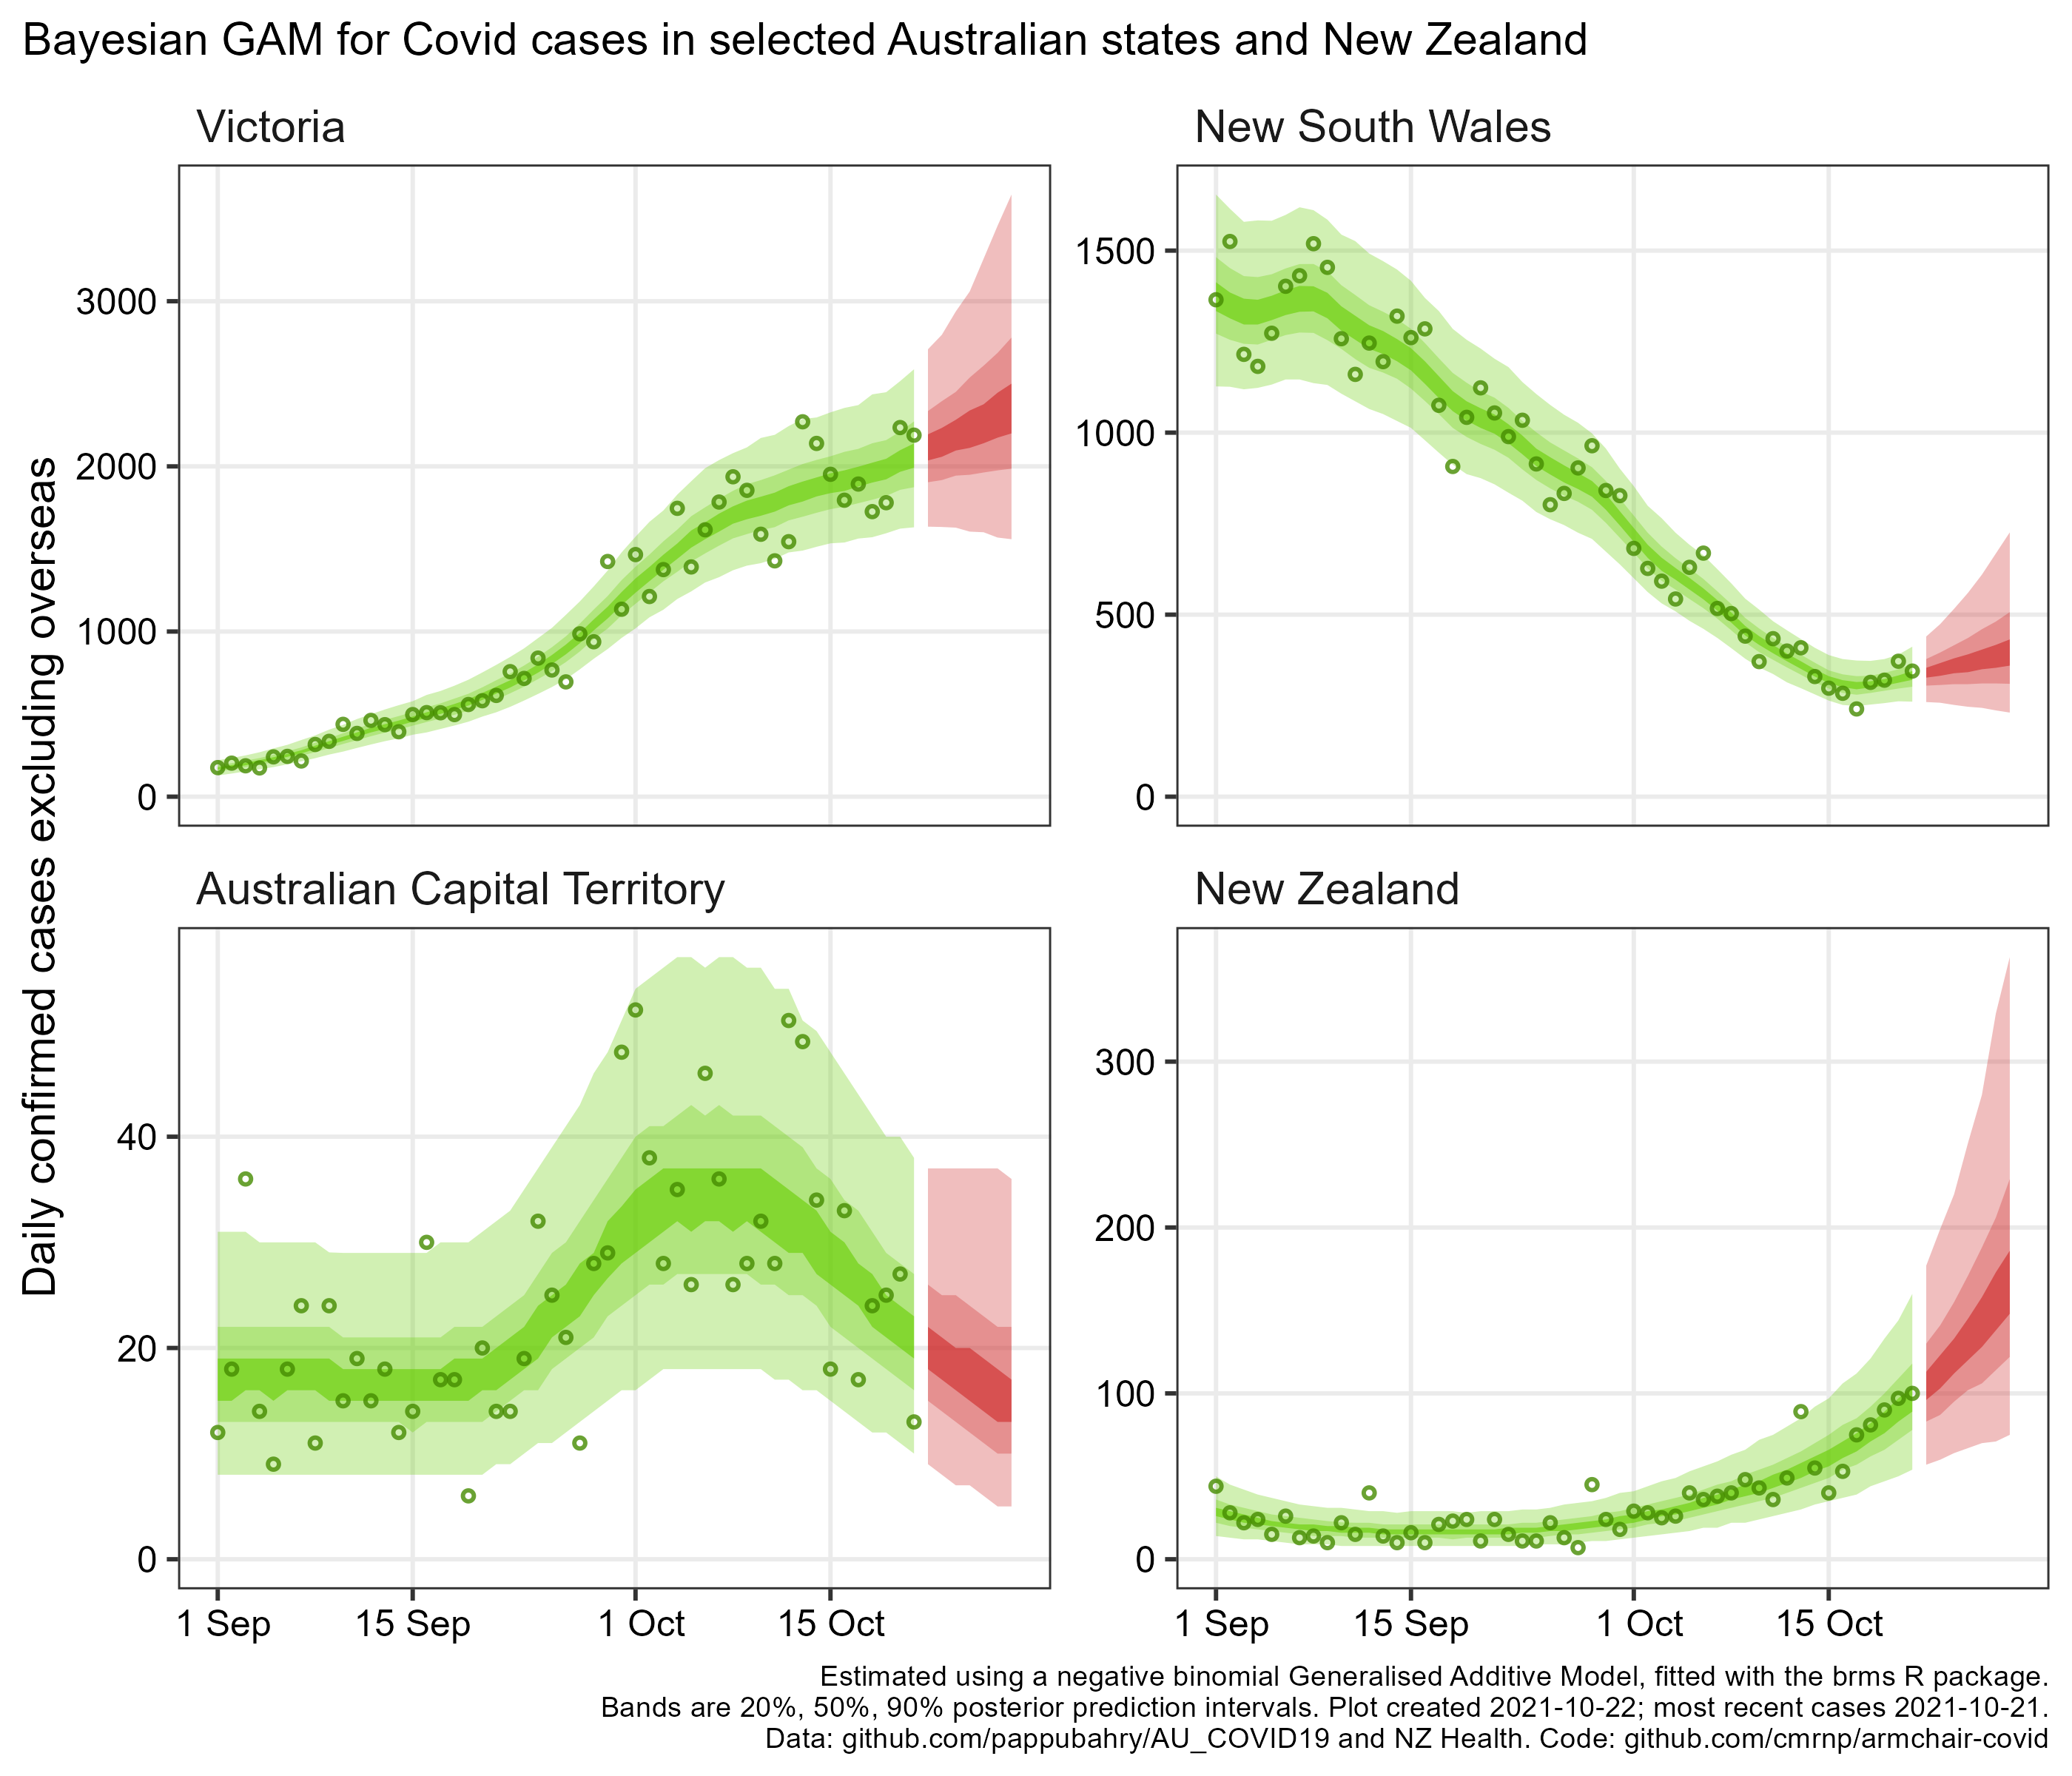 Bayesian GAM for Covid cases in selected Australian states and New Zealand
Daily confirmed cases excluding overseas
Victoria
3000
2000
1000
0
New South Wales
1500
1000
500
0
Australian Capital Territory
40
20
0
1 Sep 15 Sep 1 Oct 15 Oct
New Zealand
300
200
100
0
1 Sep 15 Sep 1 Oct 15 Oct
Estimated using a negative binomial Generalised Additive Model, fitted with the brms R package.
Bands are 20%, 50%, 90% posterior prediction intervals. Plot created 2021-10-22; most recent cases 2021-10-21.
Data: github.com/pappubahry/AU_COVID19 and NZ Health. Code: github.com/cmrnp/armchair-covid